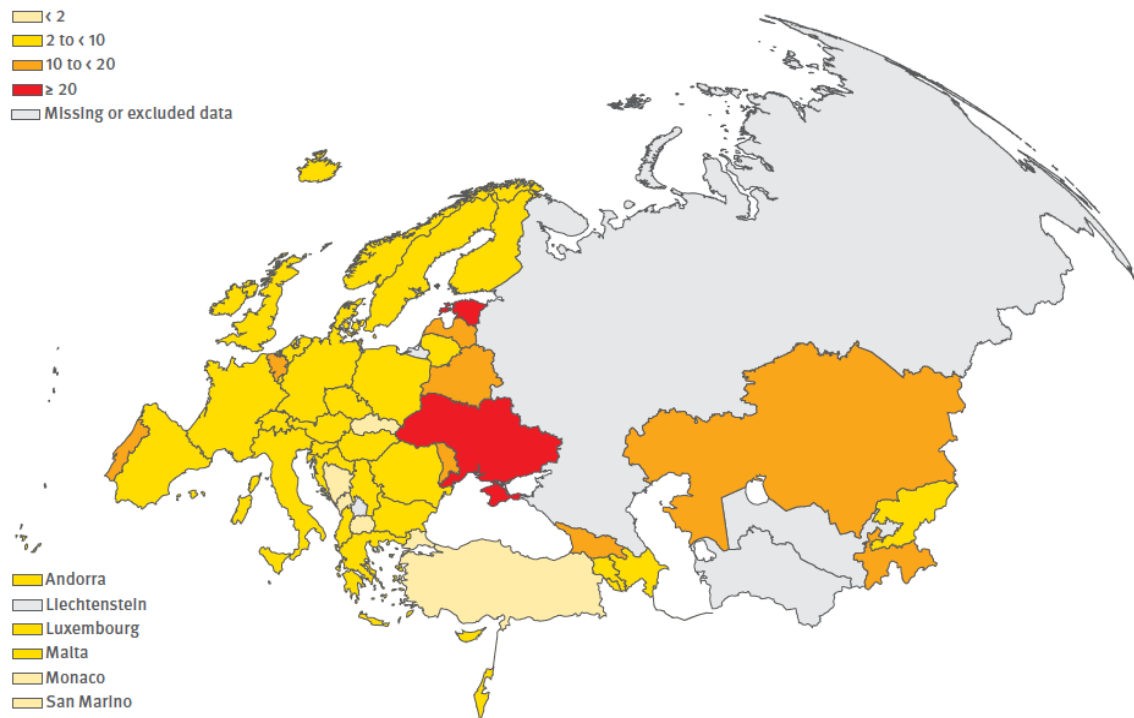 < 2
2 to < 10
10 to < 20
≥ 20
Missing or excluded data
Andorra
Liechtenstein
Luxembourg
Malta
Monaco
San Marino